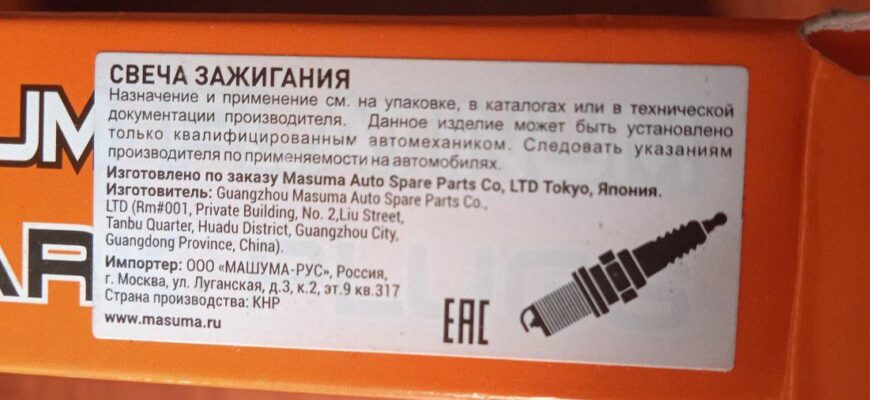 СВЕЧА ЗАЖИГАНИЯ
Назначение и применение см. на упаковке, в каталогах или в технической
документации производителя. Данное изделие может быть установлено
только квалифицированным автомехаником. Следовать указаниям
производителя по применяемости на автомобилях.
Изготовлено по заказу Masuma Auto Spare Parts Co, LTD Tokyo, Япония.
Изготовитель: Guangzhou Masuma Auto Spare Parts Co.,
LTD (Rm#001, Private Building, No. 2,Liu Street,
Tanbu Quarter, Huadu District, Guangzhou City,
Guangdong Province, China).
Импортер: ООО «МАШУМА-РУС», Россия,
г. Москва, ул. Луганская, д.3, к.2, эт.9 кв.317
Страна производства: КНР
www.masuma.ru
EAC
UM
AR